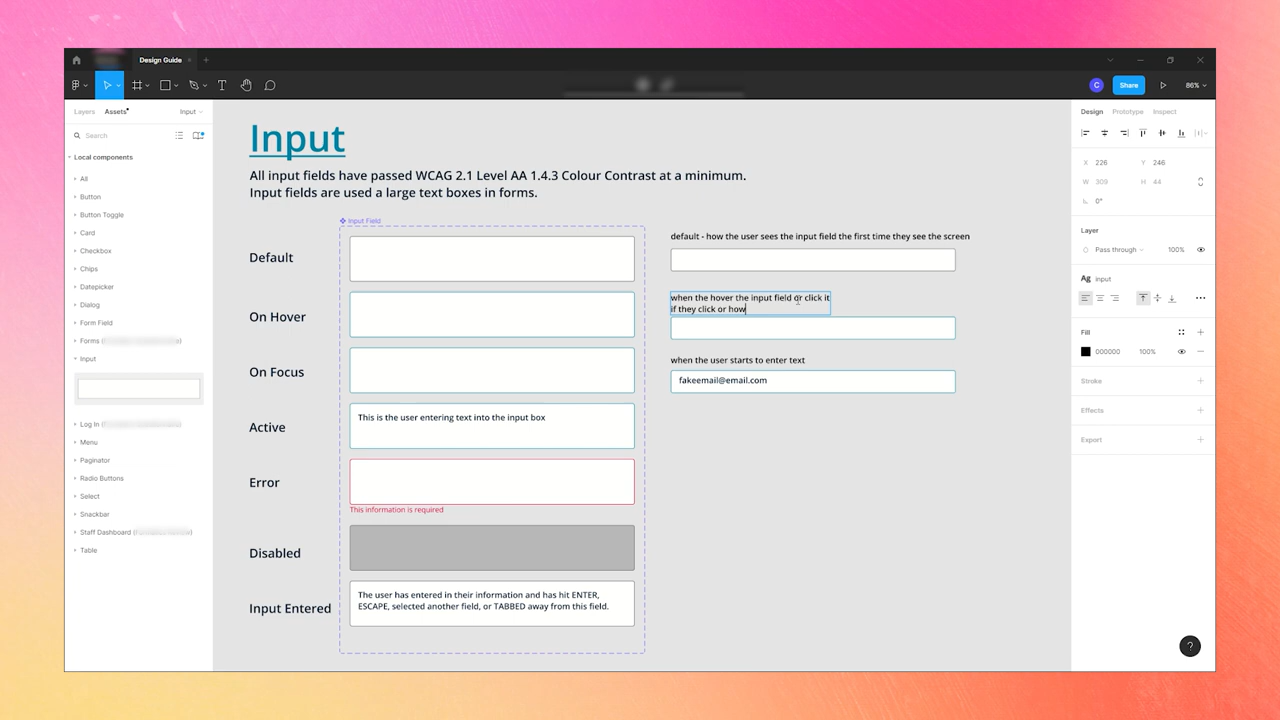 Design Guide
Share
86%
C
Layers
Assets
Input
Search
Local components
All
Button
Button Toggle
Card
Checkbox
Chips
Datepicker
Dialog
Form Field
Forms (
Input
Log In (
Menu
Paginator
Radio Buttons
Select
Snackbar
Staff Dashboard (
Table
Input
All input fields have passed WCAG 2.1 Level AA 1.4.3 Colour Contrast at a minimum.
Input fields are used a large text boxes in forms.
Input Field
Default
On Hover
On Focus
Active
This is the user entering text into the input box
Error
This information is required
Disabled
Input Entered
The user has entered in their information and has hit ENTER,
ESCAPE, selected another field, or TABBED away from this field.
default - how the user sees the input field the first time they see the screen
when the hover the input field or click it
if they click or how
when the user starts to enter text
fakeemail@email.com
Design
Prototype
Inspect
X 226 Y 246
W 309 H 44
0°
Layer
Pass through 100%
Ag input
Fill
000000 100%
Stroke
Effects
Export
?